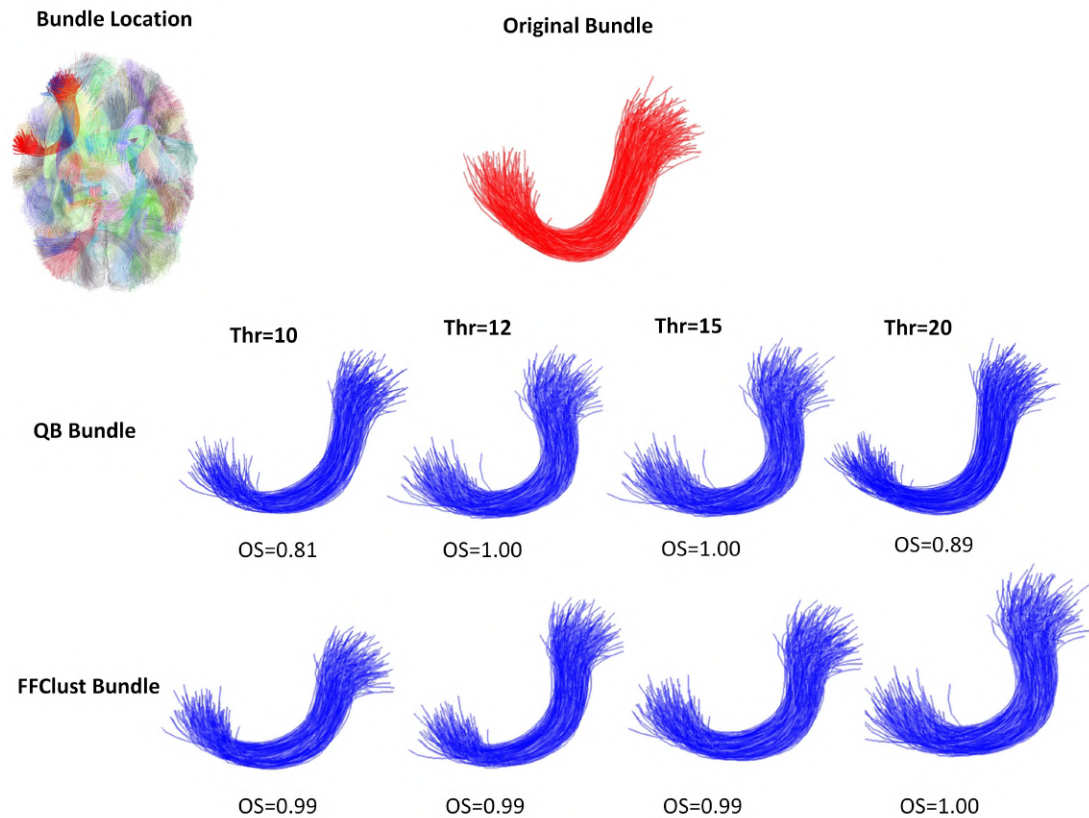 Bundle Location
Original Bundle
Thr=10 Thr=12 Thr=15 Thr=20
QB Bundle
OS=0.81 OS=1.00 OS=1.00 OS=0.89
FFClust Bundle
OS=0.99 OS=0.99 OS=0.99 OS=1.00